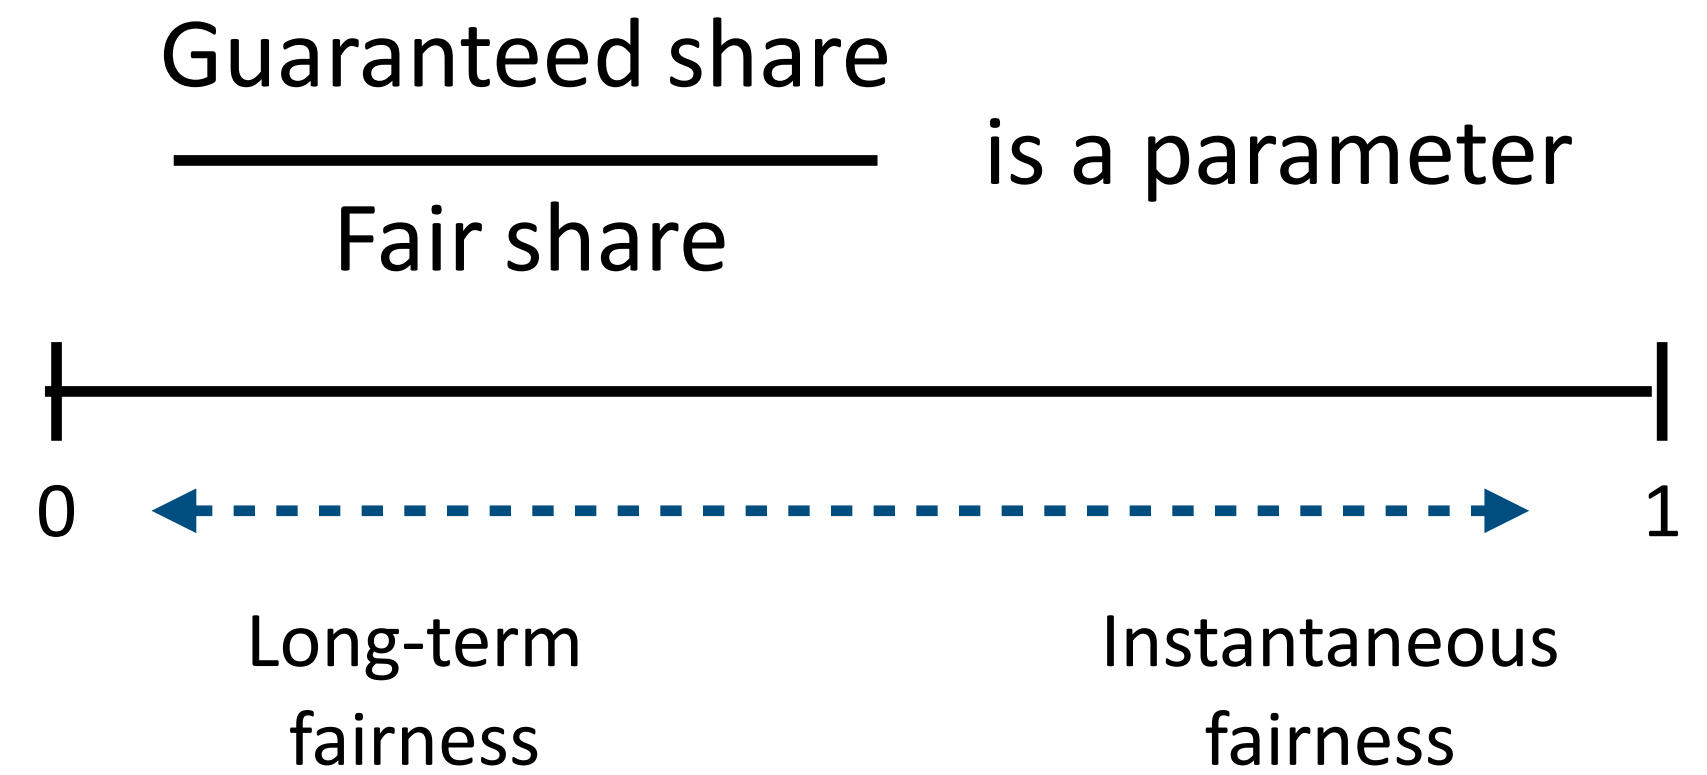 Guaranteed share
Fair share
is a parameter
0
1
Long-term
fairness
Instantaneous
fairness